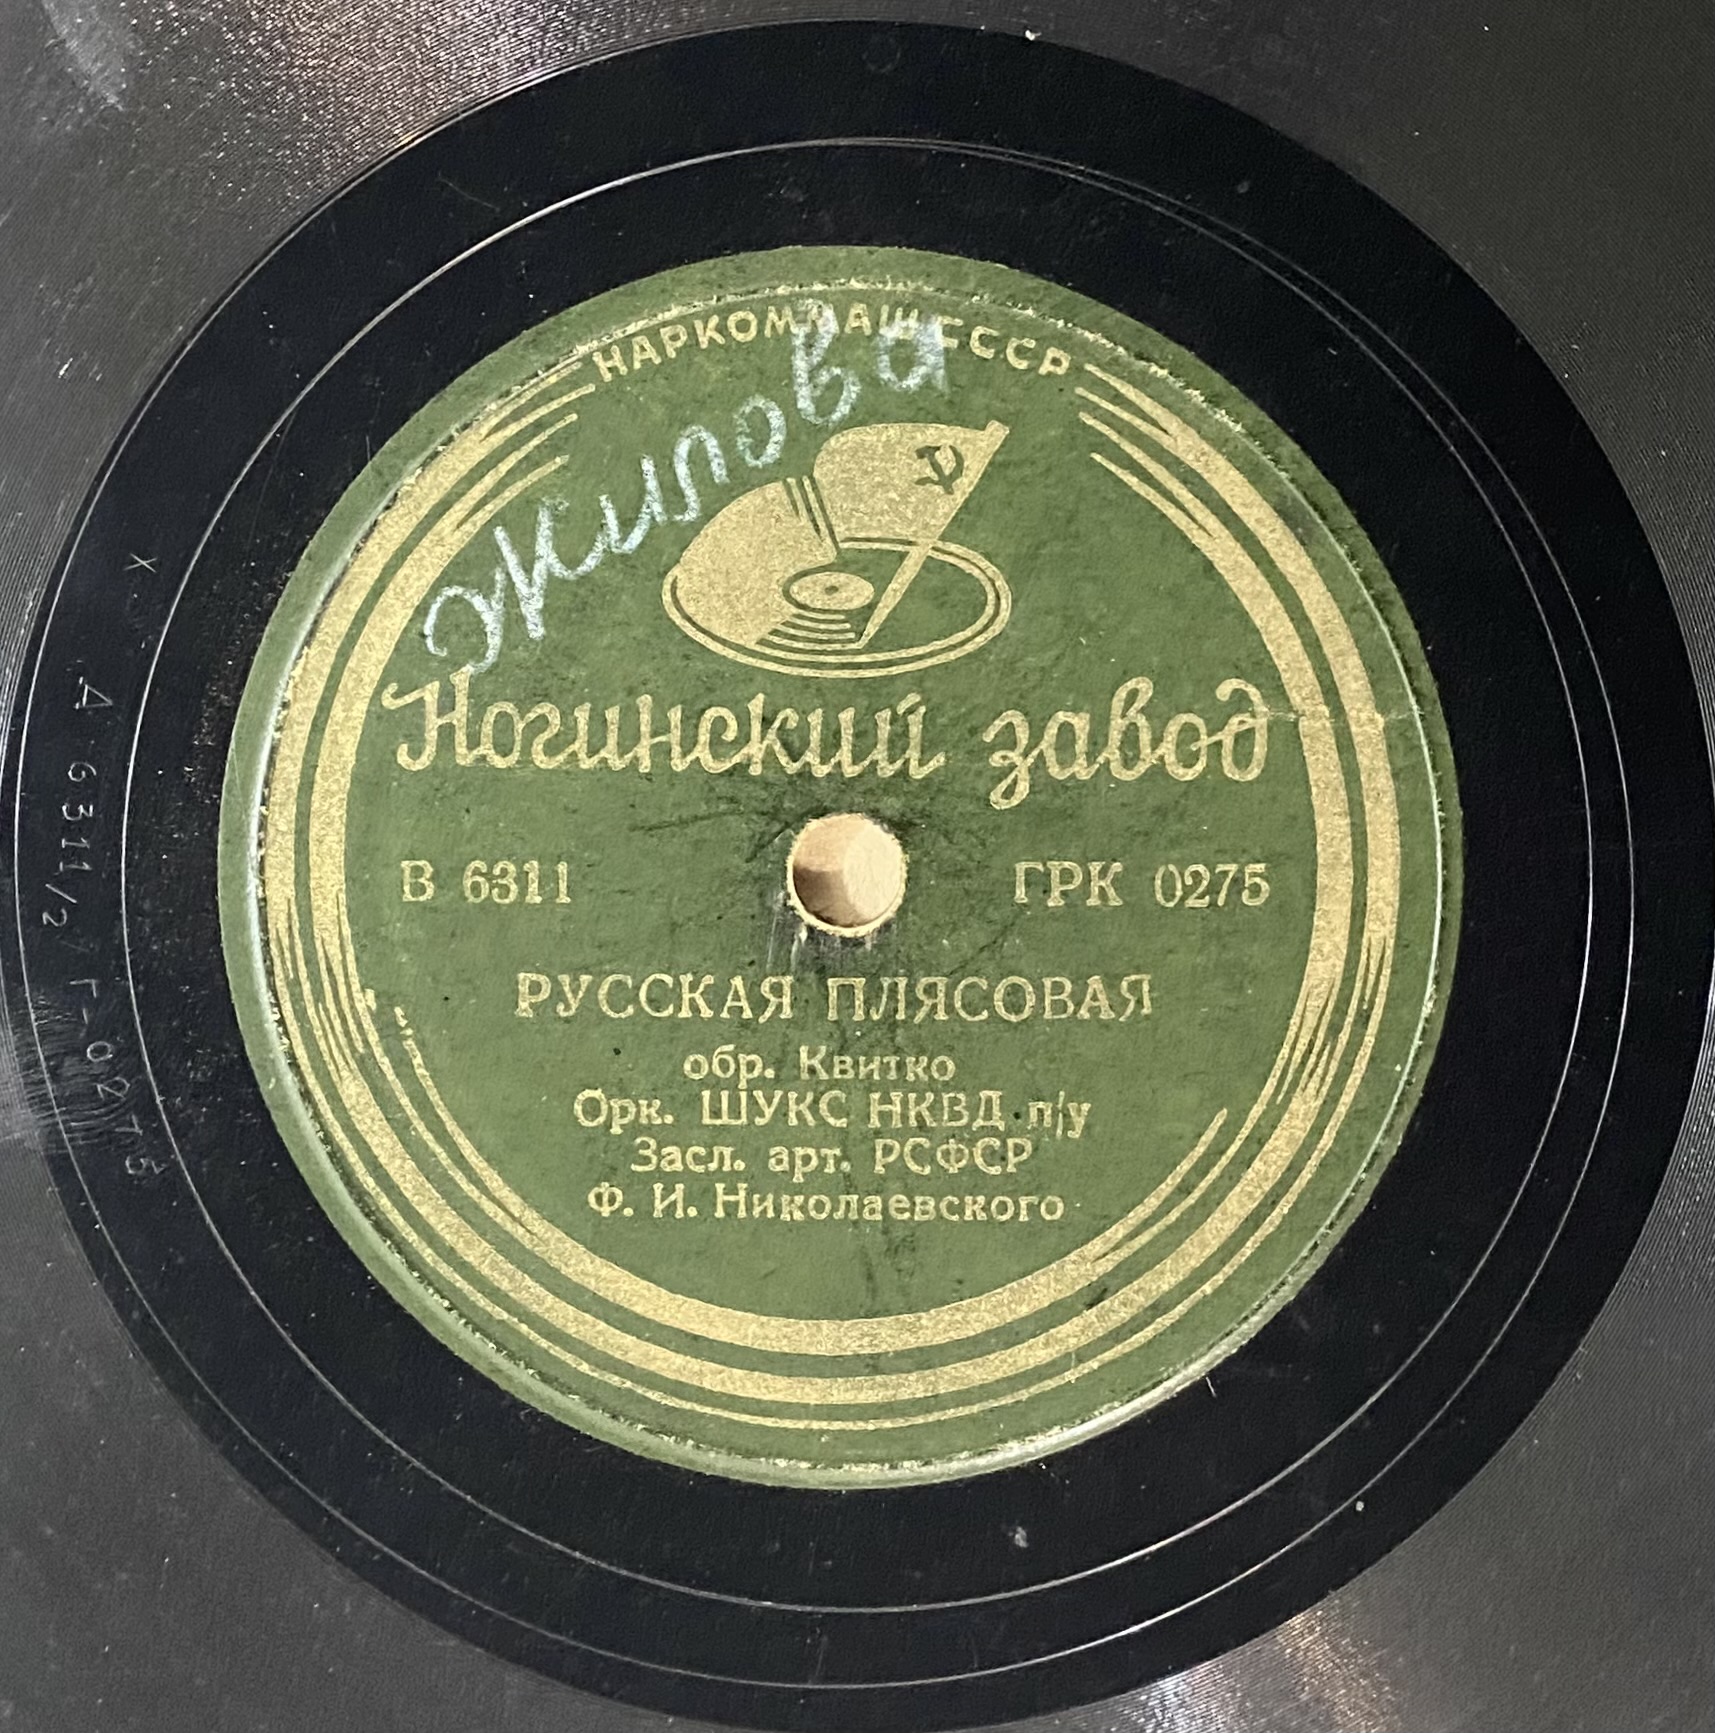 НАРКОММАШ СССР
Жилова
Ногинский завод
В 6311 ГРК 0275
РУССКАЯ ПЛЯСОВАЯ
обр. Квитко
Орк. ШУКС НКВД п/у
Засл. арт. РСФСР
Ф. И. Николаевского
x
А 6311/2/ Г-0275